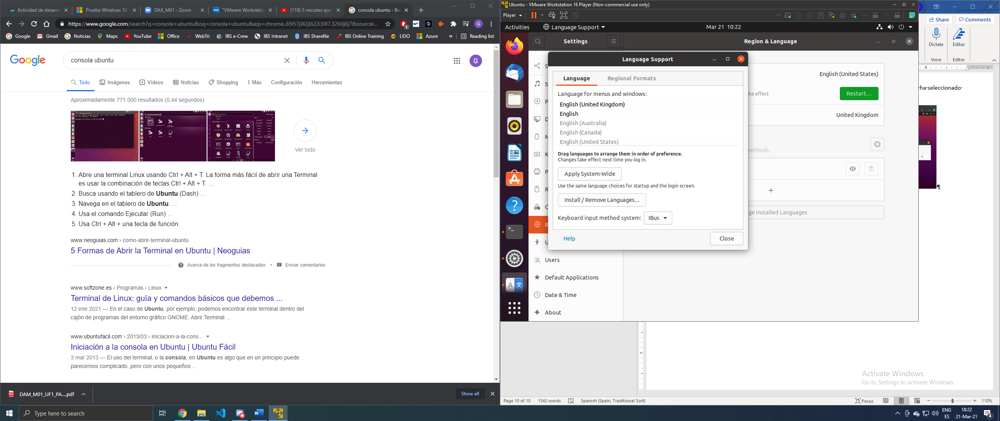 Actividad de desarro
Prueba Windows 10
DAX_M01 - Zoom
"VMware Workstatio
(118) 3 rescates que
consola ubuntu - Bu
https://www.google.com/search?q=consola+ubuntu&oq=consola+ubuntu&aqs=chrome..69i57j0l2j0i22i30l7.3260j0j7&sourcei...
Google
Gmail
Noticias
Maps
YouTube
Office
WebTri
IBS e-Crew
IBS Intranet
IBS Sharefile
IBS Online Training
LIDO
Azure
»
Reading list
Google
consola ubuntu
G
Todo
Imágenes
Vídeos
Noticias
Shopping
Más
Configuración
Herramientas
Aproximadamente 771.000 resultados (0,44 segundos)
Ver todo
1. Abre una terminal Linux usando Ctrl + Alt + T. La forma más fácil de abrir una Terminal
es usar la combinación de teclas Ctrl + Alt + T. ...
2. Busca usando el tablero de Ubuntu (Dash) ...
3. Navega en el tablero de Ubuntu. ...
4. Usa el comando Ejecutar (Run) ...
5. Usa Ctrl + Alt + una tecla de función.
www.neoguias.com › como-abrir-terminal-ubuntu
5 Formas de Abrir la Terminal en Ubuntu | Neoguias
Acerca de los fragmentos destacados • Enviar comentarios
www.softzone.es › Programas › Linux
Terminal de Linux: guía y comandos básicos que debemos ...
12 ene 2021 — En el caso de Ubuntu, por ejemplo, podemos encontrar este terminal dentro del
cajón de programas del entorno gráfico GNOME. Abrir Terminal ...
www.ubuntufacil.com › 2013/03 › iniciacion-a-la-cons...
Iniciación a la consola en Ubuntu | Ubuntu Fácil
3 mar 2013 — El uso del terminal, o la consola, en Ubuntu es algo que en un principio puede
parecernos complicado, pero con unos pequeños ...
DAM_M01_UF1_PA....pdf
Show all
Ubuntu - VMware Workstation 16 Player (Non-commercial use only)
Player
Activities
Language Support
Mar 21 10:22
Settings
Region & Language
English (United States)
ke effect
Restart...
United Kingdom
nethods.
ge Installed Languages
Language Support
Language
Regional Formats
Language for menus and windows:
English (United Kingdom)
English
English (Australia)
English (Canada)
English (United States)
Drag languages to arrange them in order of preference.
Changes take effect next time you log in.
Apply System-Wide
Use the same language choices for startup and the login screen.
Install / Remove Languages...
Keyboard input method system:
IBus
Help
Close
Users
Default Applications
Date & Time
About
Share
Comments
Dictate
Editor
Voice
Editor
·ha·seleccionado·
¶
Activate Windows
Go to Settings to activate Windows.
Page 10 of 10
1342 words
Spanish (Spain, Traditional Sort)
Focus
110%
Type here to search
ENG
ES
18:22
21-Mar-21
4